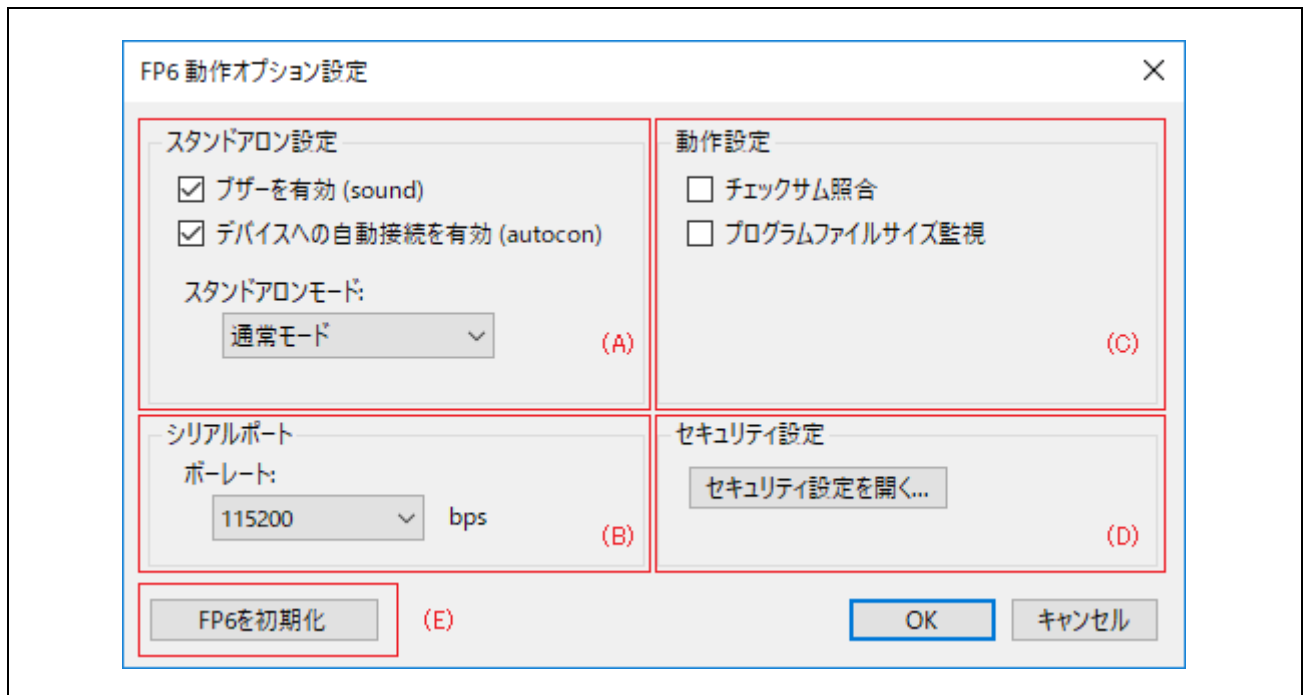 FP6 動作オプション設定
スタンドアロン設定
ブザーを有効 (sound)
デバイスへの自動接続を有効 (autocon)
スタンドアロンモード:
通常モード
(A)
動作設定
チェックサム照合
プログラムファイルサイズ監視
(C)
シリアルポート
ボーレート:
115200 bps
(B)
セキュリティ設定
セキュリティ設定を開く...
(D)
FP6を初期化
(E)
OK
キャンセル